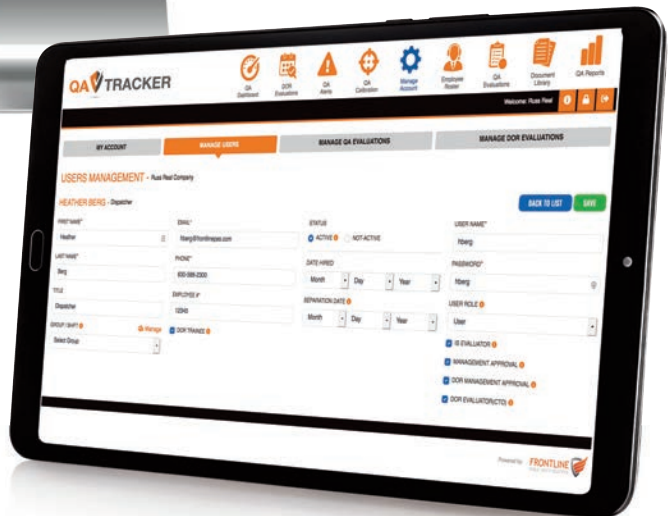 QA TRACKER
QA Dashboard
DOR Evaluations
QA Alerts
QA Calibration
Manage Account
Employee Roster
QA Evaluations
Document Library
QA Reports
Welcome: Russ Real
MY ACCOUNT
MANAGE USERS
MANAGE QA EVALUATIONS
MANAGE DOR EVALUATIONS
USERS MANAGEMENT - Russ Real Company
HEATHER BERG - Dispatcher
BACK TO LIST
SAVE
FIRST NAME*
EMAIL*
STATUS
USER NAME*
Heather
hberg@frontlinepss.com
ACTIVE
NOT ACTIVE
hberg
LAST NAME*
PHONE*
DATE HIRED
PASSWORD*
Berg
Month
Day
Year
hberg
TITLE
EMPLOYEE #
SEPARATION DATE
USER ROLE
Dispatcher
12343
Month
Day
Year
User
GROUP / SHIFT
Manage
DOR TRAINEE
IS EVALUATOR
Select Group
MANAGEMENT APPROVAL
DOR MANAGEMENT APPROVAL
DOR EVALUATOR(CTO)
Powered by
FRONTLINE